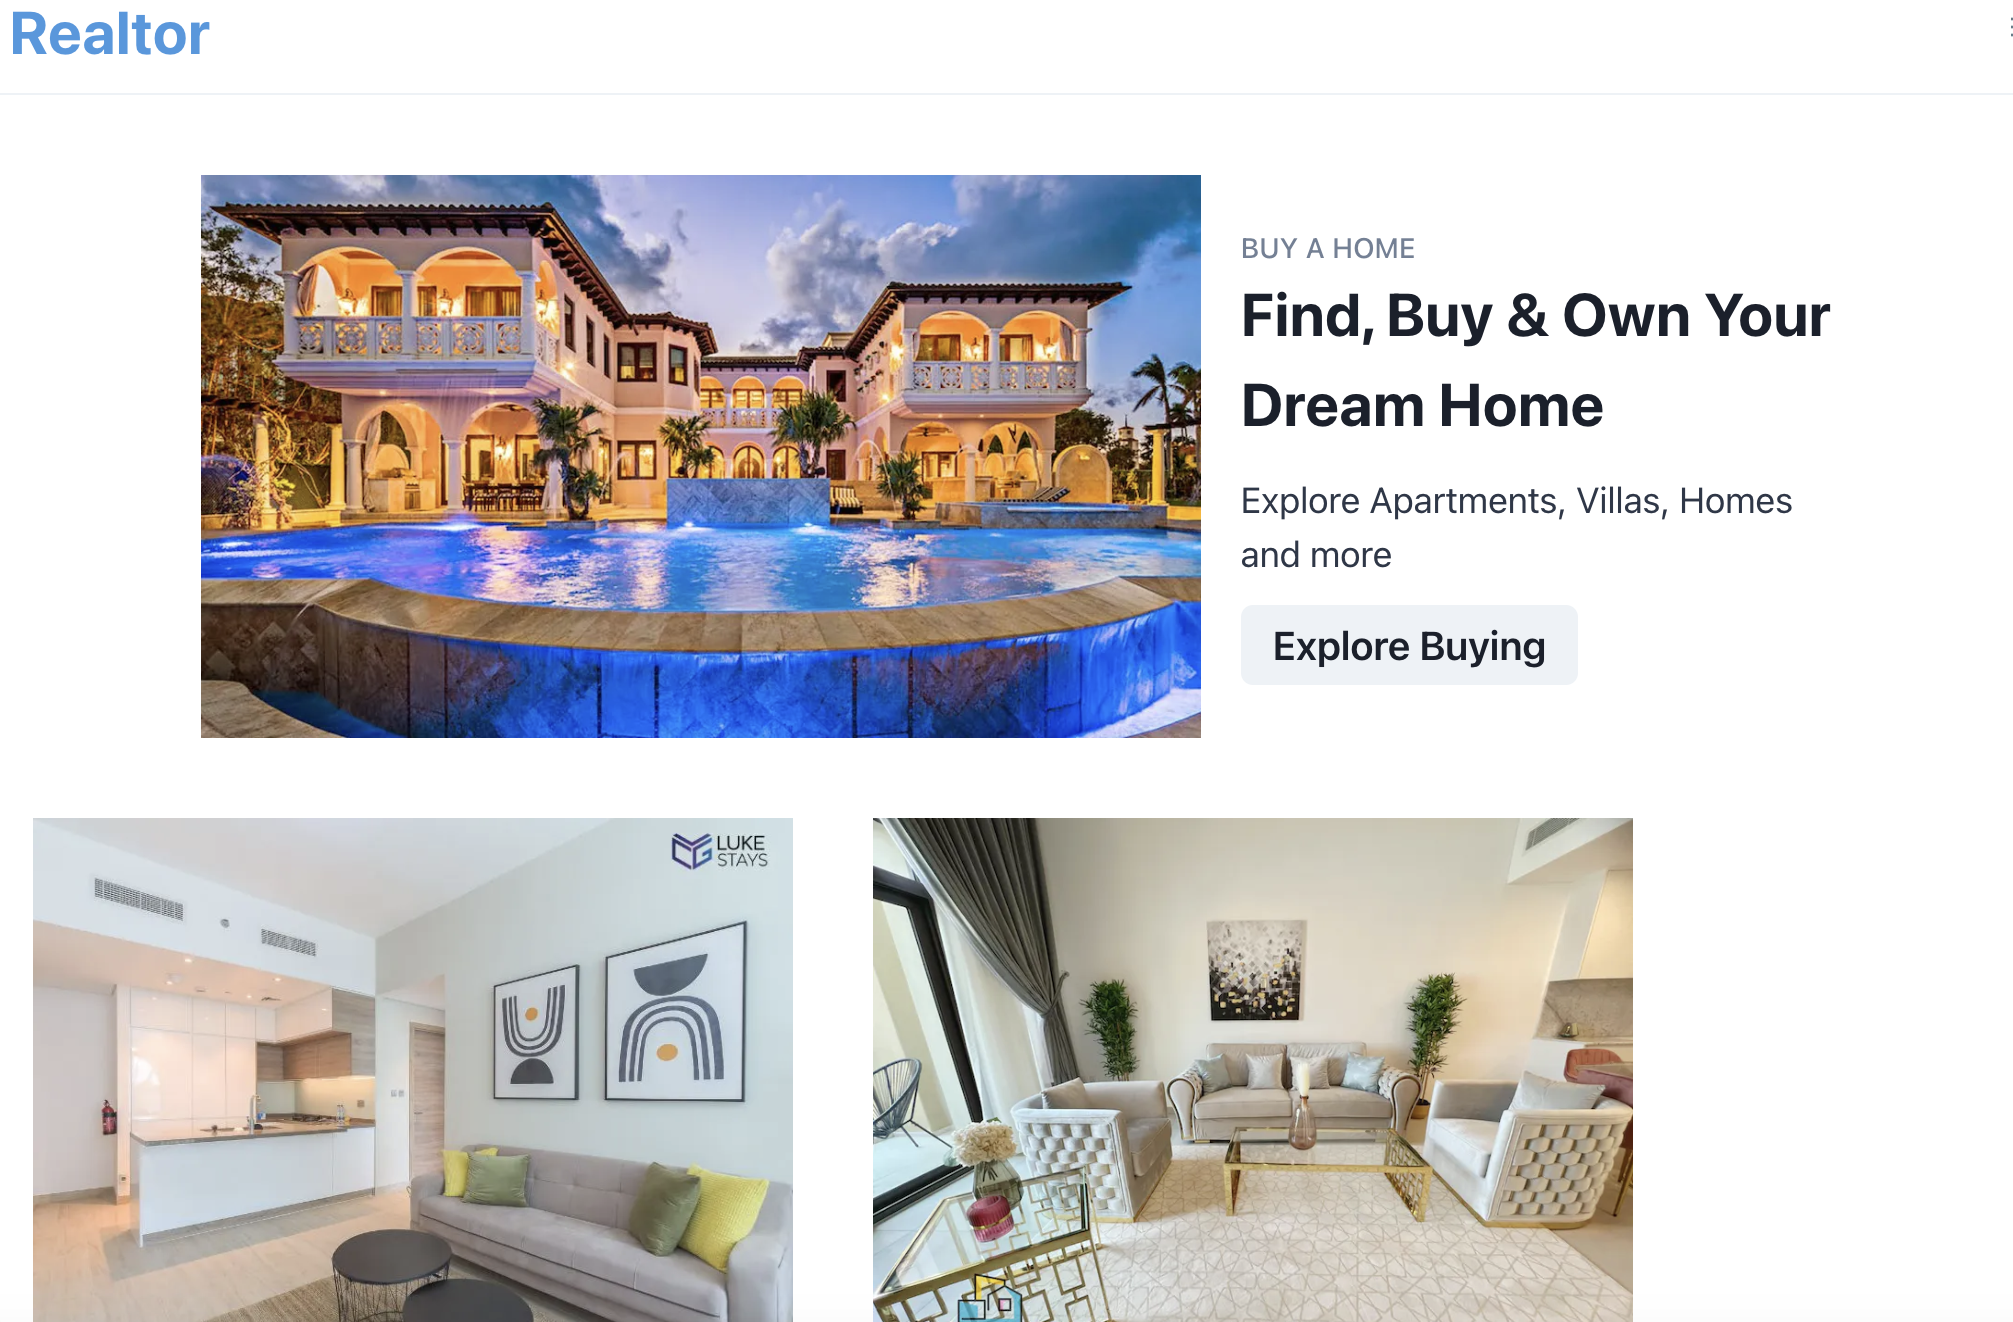 Realtor
BUY A HOME
Find, Buy & Own Your
Dream Home
Explore Apartments, Villas, Homes
and more
Explore Buying
LUKE
STAYS